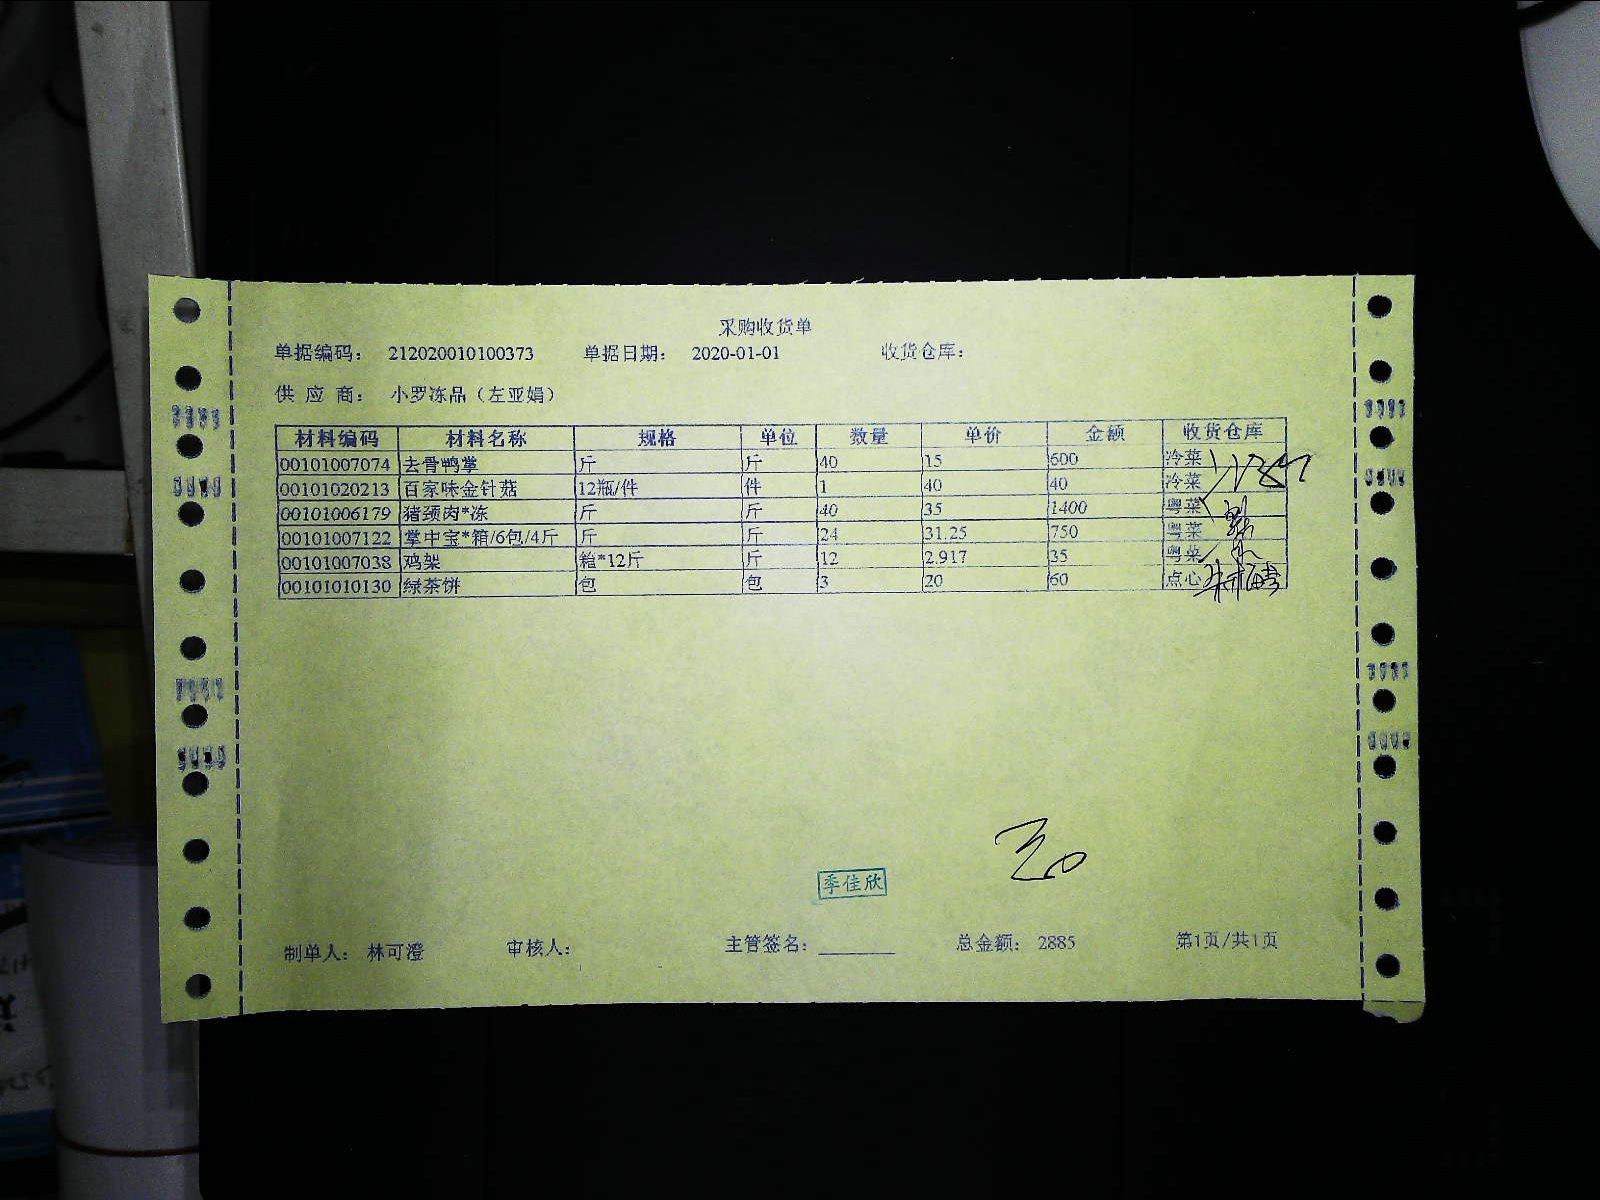 采购收货单
单据编码： 212020010100373 单据日期： 2020-01-01 收货仓库：
供 应 商： 小罗冻品（左亚娟）
材料编码 材料名称 规格 单位 数量 单价 金额 收货仓库
00101007074 去骨鸭掌 斤 斤 40 15 600 冷菜
00101020213 百家味金针菇 12瓶/件 件 1 40 40 冷菜
00101006179 猪颈肉*冻 斤 斤 40 35 1400 粤菜
00101007122 掌中宝*箱/6包/4斤 斤 斤 24 31.25 750 粤菜
00101007038 鸡架 箱*12斤 斤 12 2.917 35 粤菜
00101010130 绿茶饼 包 包 3 20 60 点心
季佳欣
制单人： 林可澄 审核人： 主管签名： 总金额： 2885 第1页/共1页